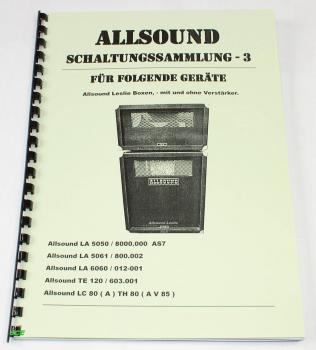 ALLSOUND
SCHALTUNGSSAMMLUNG - 3
FÜR FOLGENDE GERÄTE
Allsound Leslie Boxen, - mit und ohne Verstärker.
ALLSOUND
Allsound Leslie
Allsound LA 5050 / 8000,000 AS7
Allsound LA 5061 / 800.002
Allsound LA 6060 / 012-001
Allsound TE 120 / 603.001
Allsound LC 80 ( A ) TH 80 ( A V 85 )